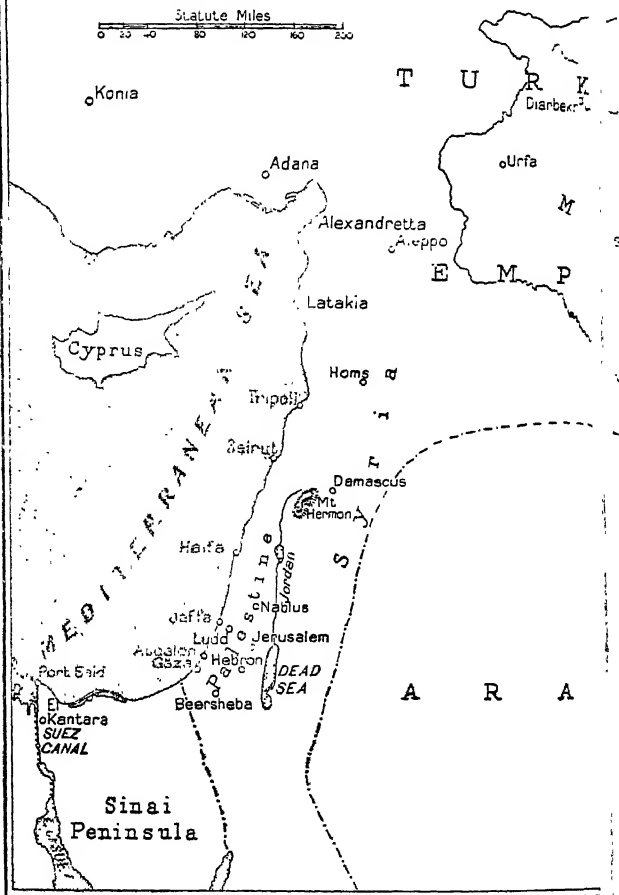 Statute Miles
0 20 40 80 120 160 200
T U R K
Konia
Diarbekr
Urfa
Adana
M
Alexandretta
Aleppo
E M P
MEDITERRANEAN SEA
Latakia
Cyprus
Homs
Tripoli
Beirut
Syria
Damascus
Mt
Hermon
Haifa
Palestine
Jordan
Nablus
Jaffa
Ludd
Jerusalem
Ascalon
Gaza
Hebron
Port Said
DEAD
SEA
A R A
Beersheba
El
Kantara
SUEZ
CANAL
Sinai
Peninsula